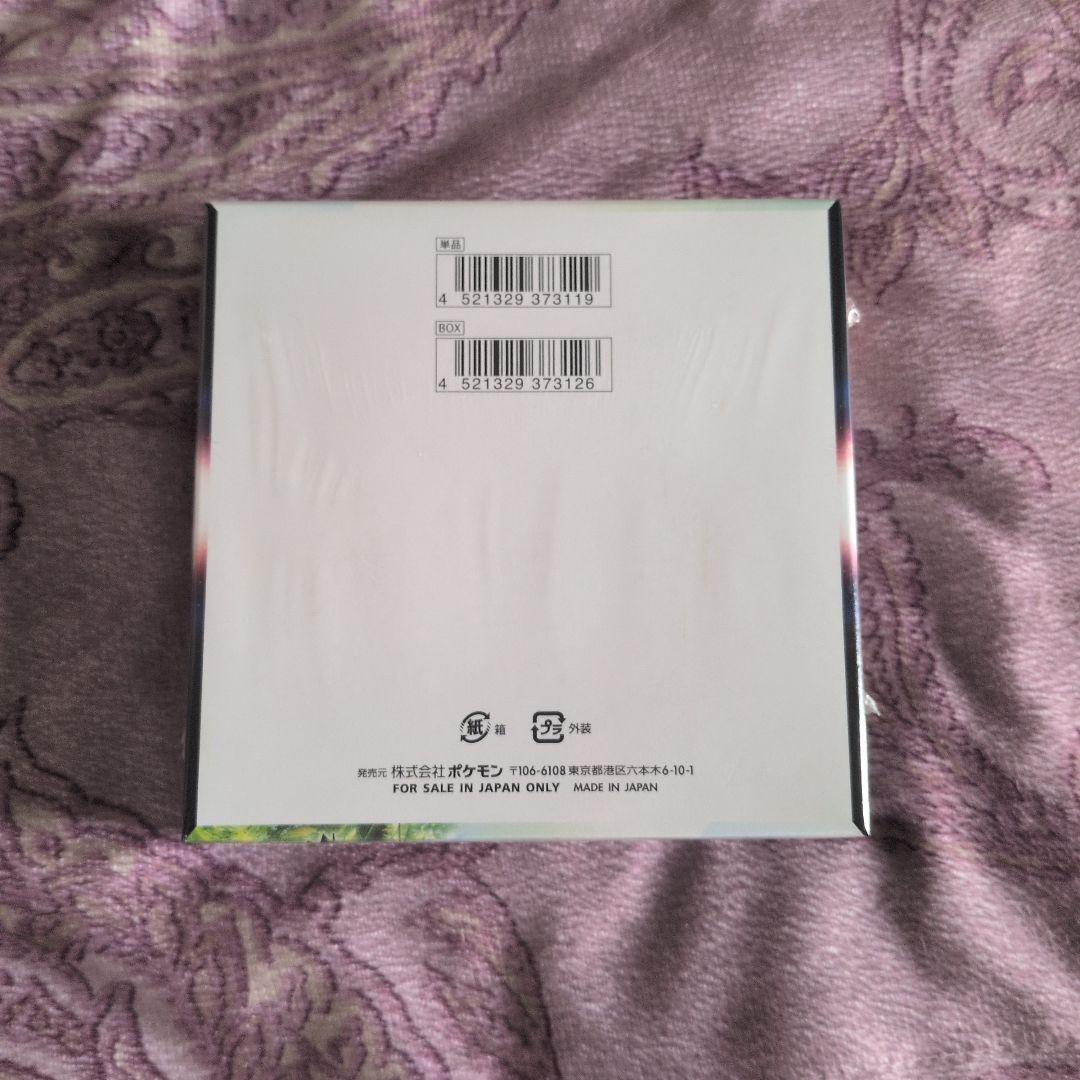 単品
4 521329 373119
BOX
4 521329 373126
紙 箱 プラ 外装
発売元 株式会社 ポケモン 〒106-6108 東京都港区六本木6-10-1
FOR SALE IN JAPAN ONLY MADE IN JAPAN